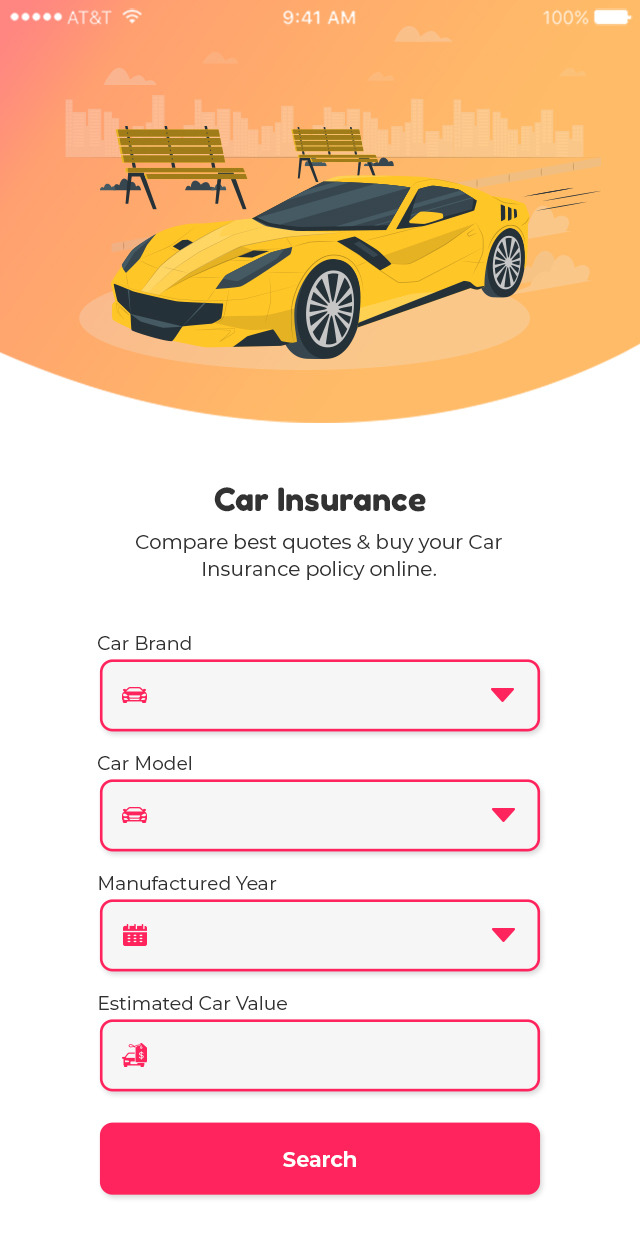 AT&T 9:41 AM 100%
Car Insurance
Compare best quotes & buy your Car
Insurance policy online.
Car Brand
Car Model
Manufactured Year
Estimated Car Value
$
Search